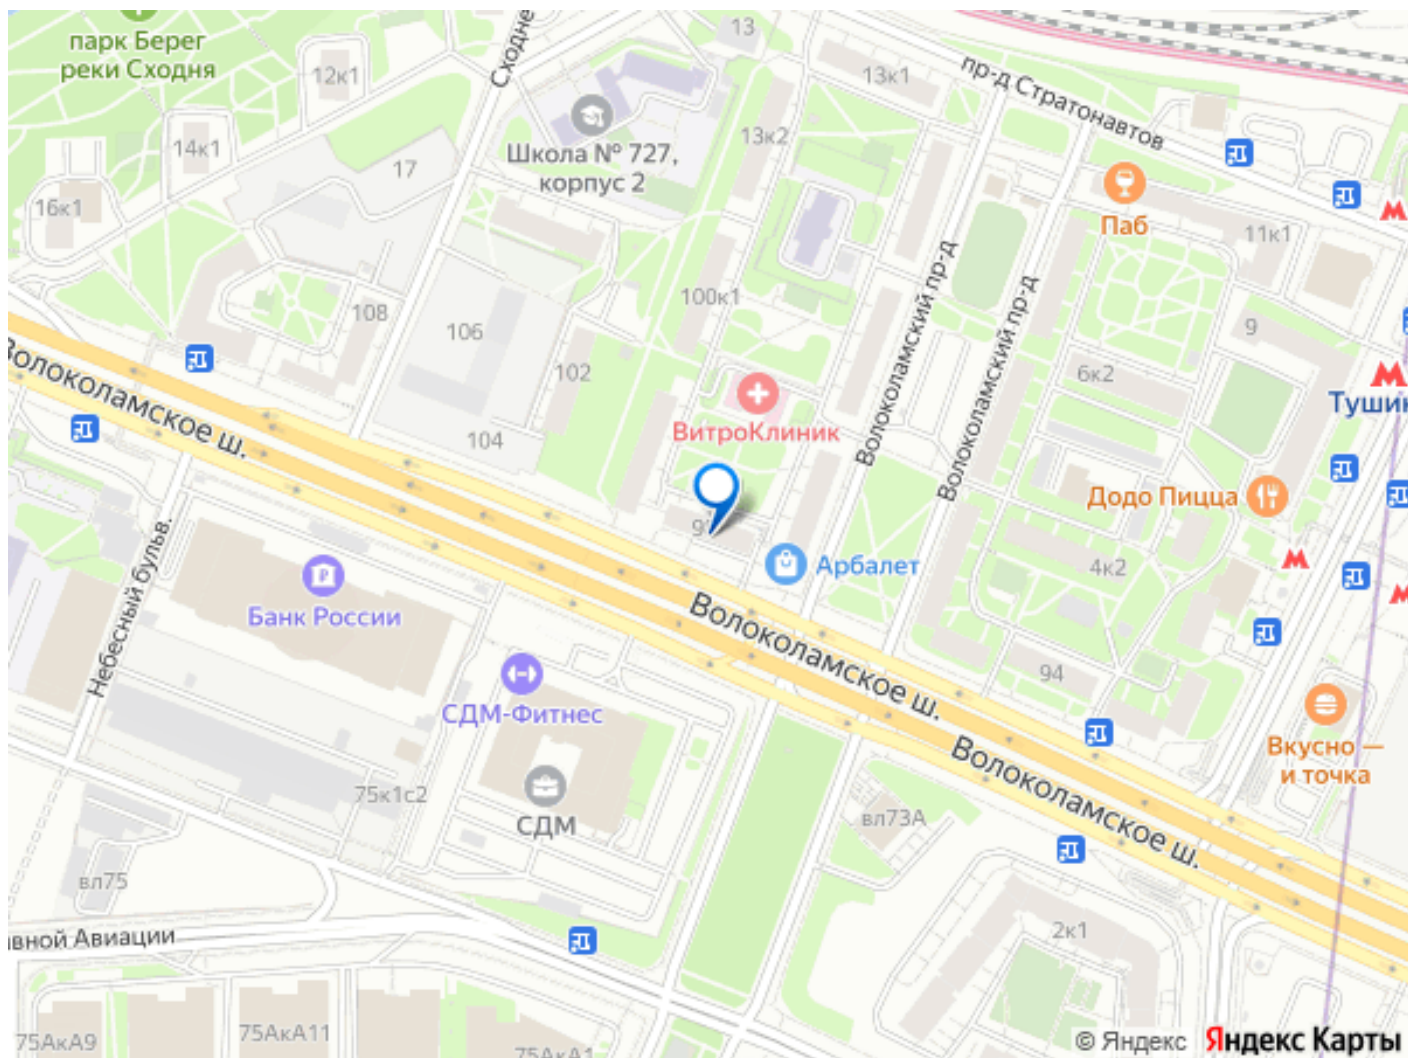 парк Берег
реки Сходня
12к1
14к1
16к1
17
13
13к1
13к2
пр-д Стратонавтов
Школа № 727,
корпус 2
Паб
11к1
9
108
106
100к1
102
104
Волоколамский пр-д
Волоколамский пр-д
6к2
Тушин
ВитроКлиник
Волоколамское ш.
Додо Пицца
4к2
Арбалет
Небесный бульв.
Банк России
Волоколамское ш.
94
СДМ-Фитнес
Волоколамское ш.
Вкусно —
и точка
75к1с2
СДМ
вл73А
вл75
вной Авиации
2к1
75АкА9
75АкА11
75АкА1
© Яндекс
Яндекс Карты